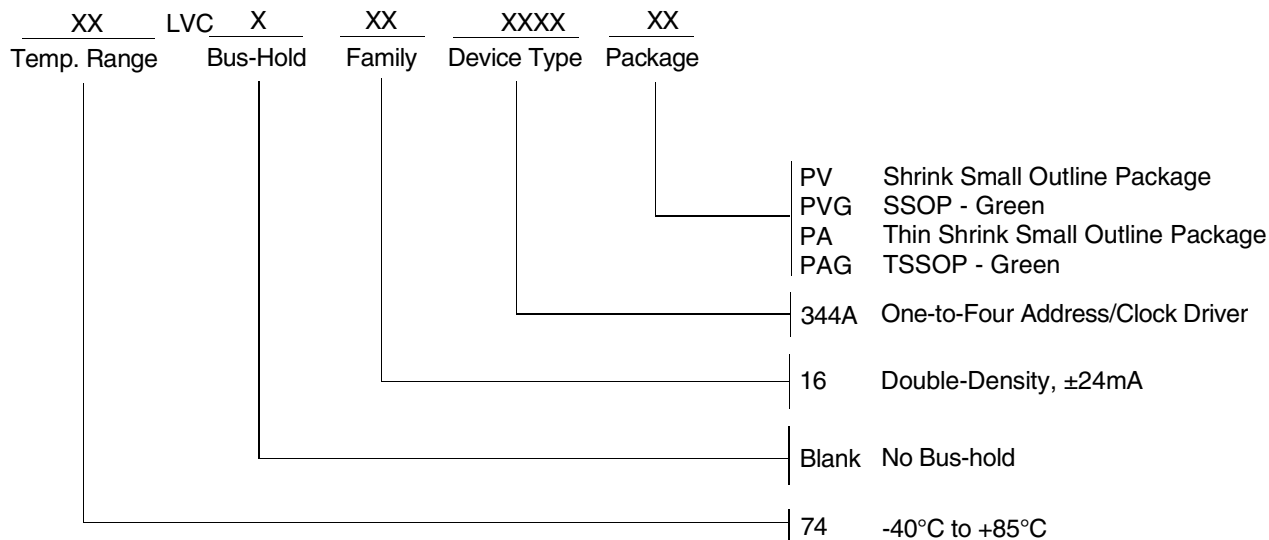 XX LVC X XX XXXX XX
Temp. Range Bus-Hold Family Device Type Package
PV Shrink Small Outline Package
PVG SSOP - Green
PA Thin Shrink Small Outline Package
PAG TSSOP - Green
344A One-to-Four Address/Clock Driver
16 Double-Density, ±24mA
Blank No Bus-hold
74 -40°C to +85°C